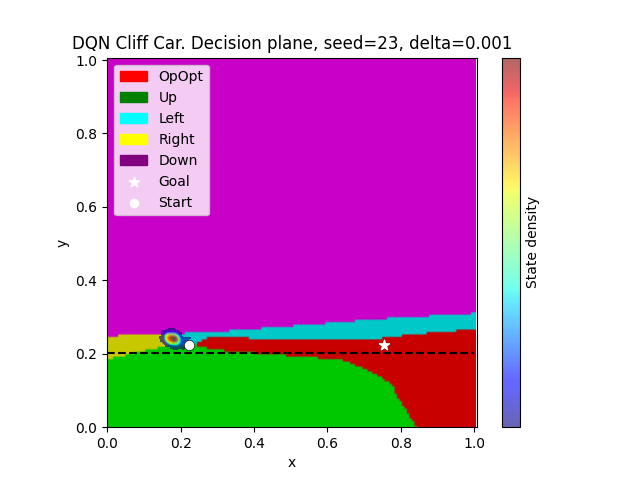 DQN Cliff Car. Decision plane, seed=23, delta=0.001
OpOpt
Up
Left
Right
Down
Goal
Start
1.0
0.8
0.6
0.4
0.2
0.0
y
0.0 0.2 0.4 0.6 0.8 1.0
x
State density